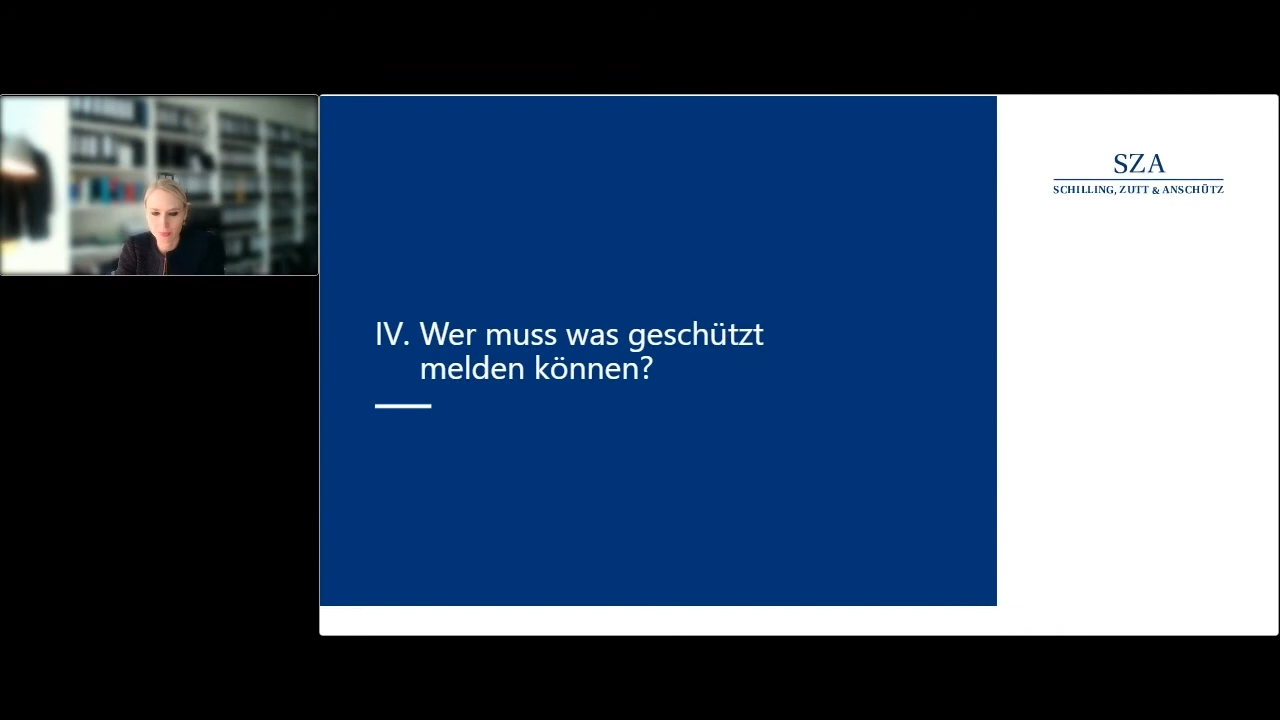 SZA
SCHILLING, ZUTT & ANSCHÜTZ
IV. Wer muss was geschützt
melden können?